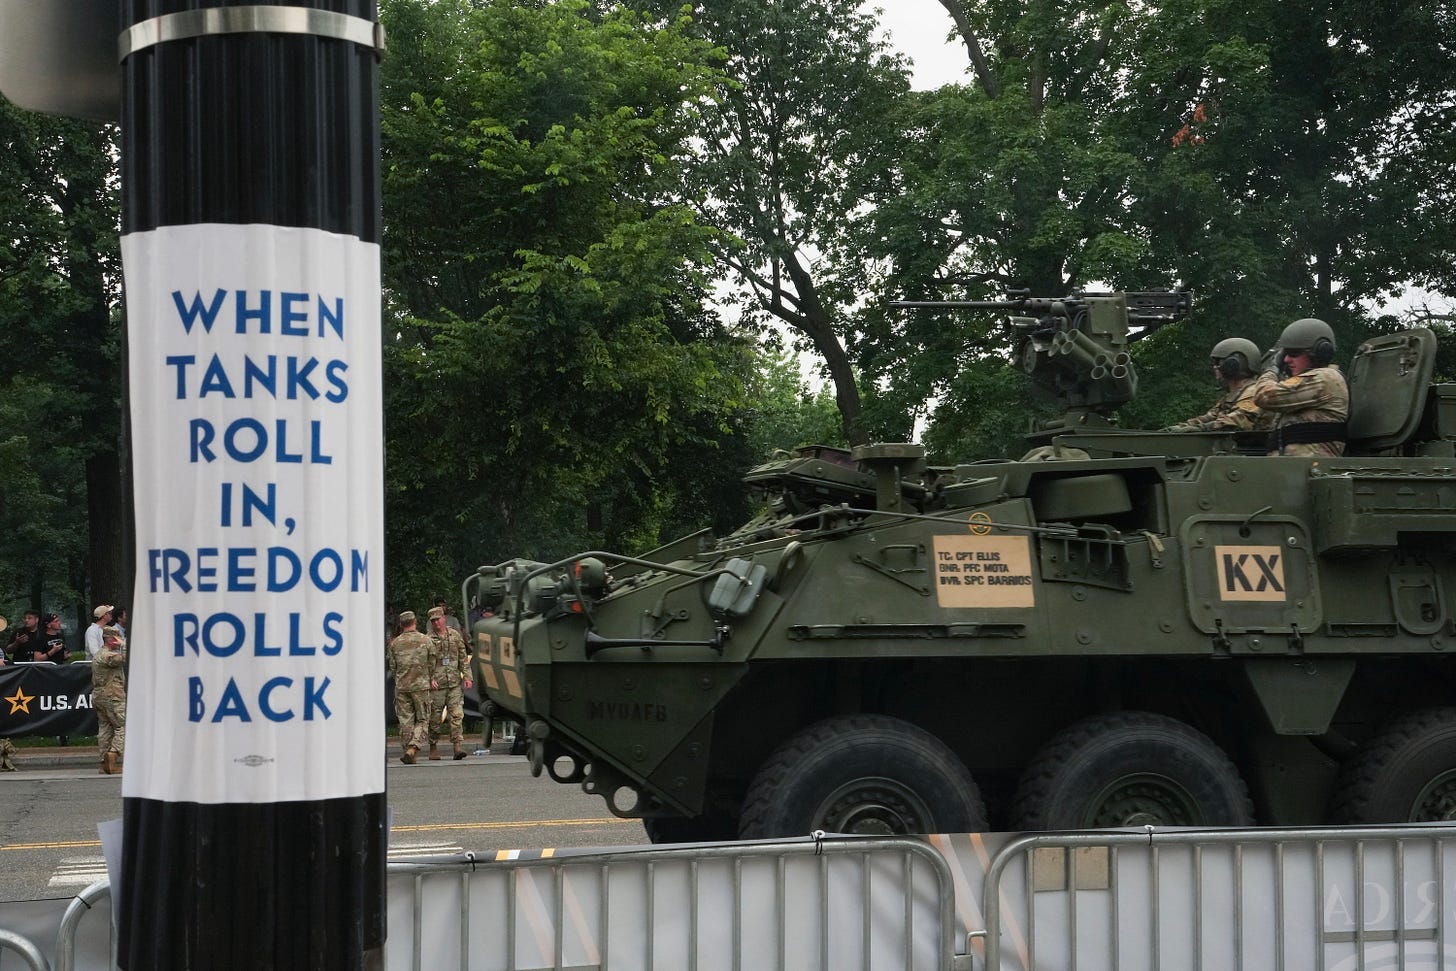 WHEN
TANKS
ROLL
IN,
FREEDOM
ROLLS
BACK
TC: CPT ELLIS
GNR: PFC MOTA
DVR: SPC BARRIOS
KX
U.S. A